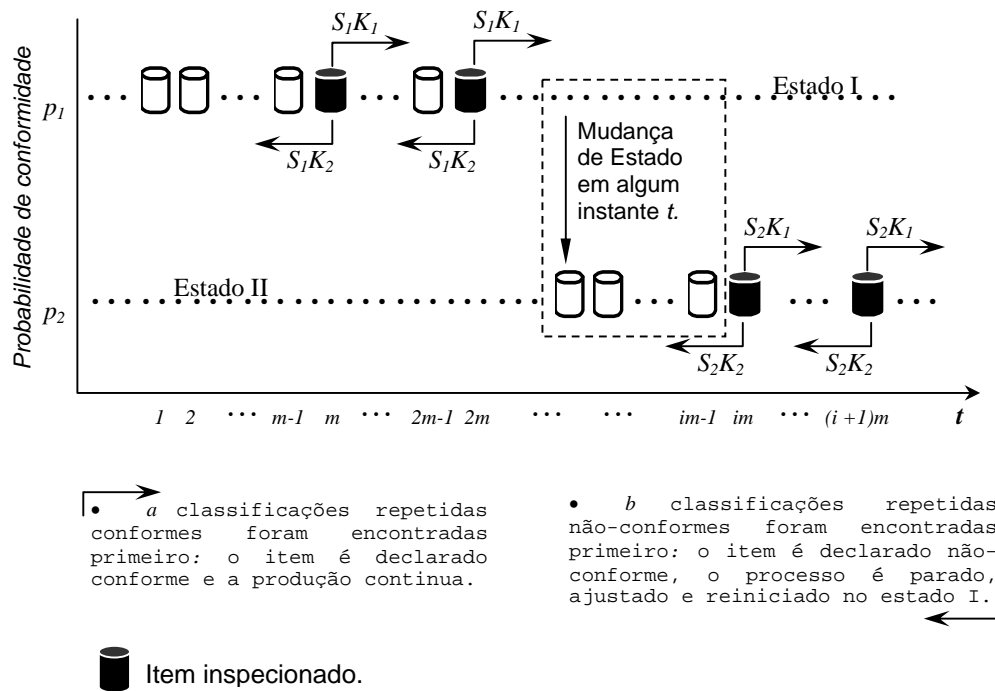 S1K1
S1K1
Probabilidade de conformidade
p1
Estado I
S1K2
S1K2
Mudança
de Estado
em algum
instante t.
S2K1
S2K1
Estado II
p2
S2K2
S2K2
1 2 ... m-1 m ... 2m-1 2m ... ... im-1 im ... (i +1)m t
• a classificações repetidas
conformes foram encontradas
primeiro: o item é declarado
conforme e a produção continua.
• b classificações repetidas
não-conformes foram encontradas
primeiro: o item é declarado não-
conforme, o processo é parado,
ajustado e reiniciado no estado I.
Item inspecionado.